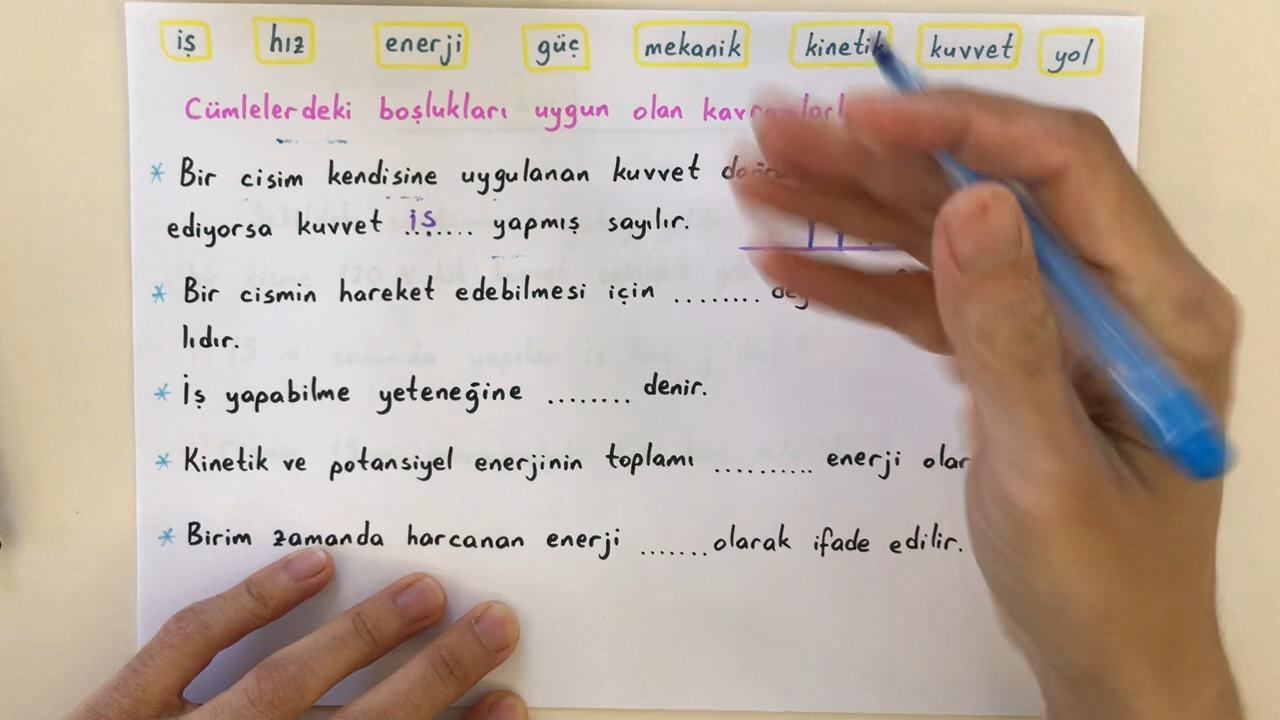 iş hız enerji güç mekanik kinetik kuvvet yol
Cümlelerdeki boşlukları uygun olan
* Bir cisim kendisine uygulanan kuvvet
ediyorsa kuvvet .iş.... yapmış sayılır.
* Bir cismin hareket edebilmesi için ........
lıdır.
* İş yapabilme yeteneğine ........ denir.
* Kinetik ve potansiyel enerjinin toplamı .......... enerji
* Birim zamanda harcanan enerji ....... olarak ifade edilir.